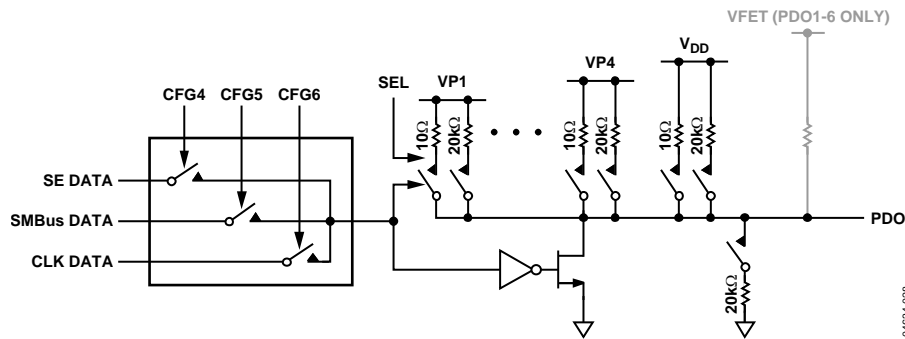 VFET (PDO1-6 ONLY)
VDD
VP4
SEL
VP1
CFG4
CFG5
CFG6
10Ω
20kΩ
10Ω
20kΩ
10Ω
20kΩ
SE DATA
SMBus DATA
CLK DATA
PDO
20kΩ